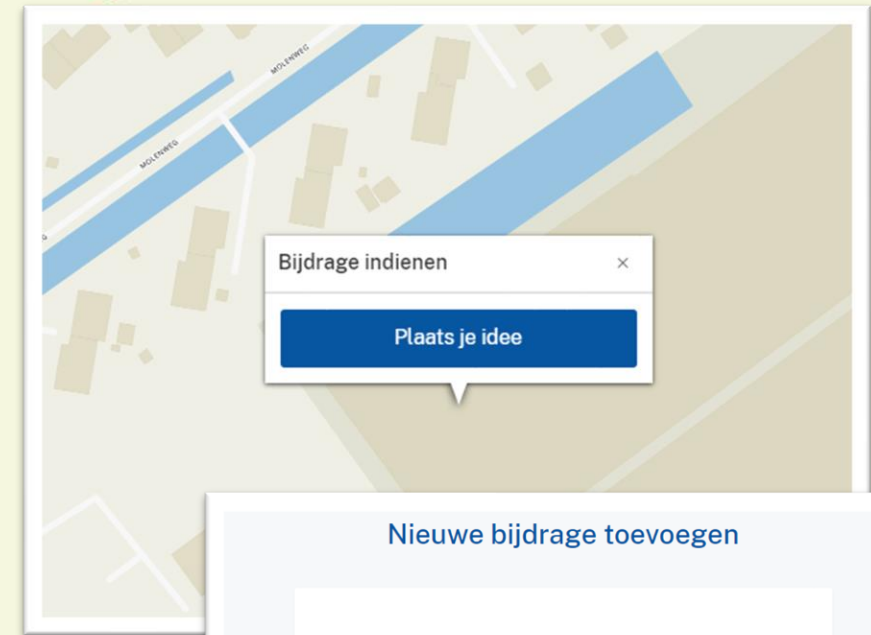 MOLENWEG
MOLENWEG
G
Bijdrage indienen ×
Plaats je idee
Nieuwe bijdrage toevoegen